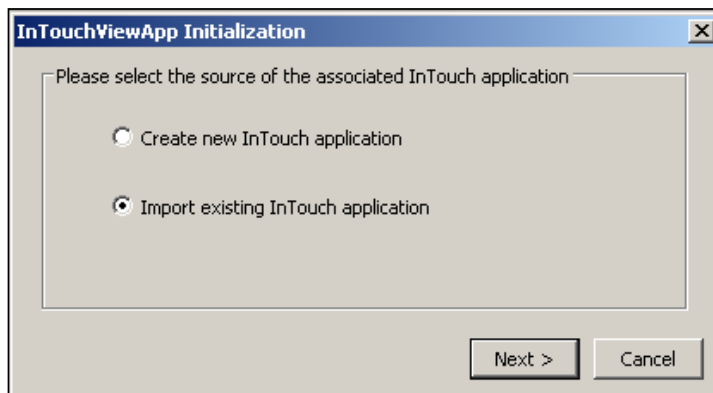 InTouchViewApp Initialization
Please select the source of the associated InTouch application
Create new InTouch application
Import existing InTouch application
Next >
Cancel